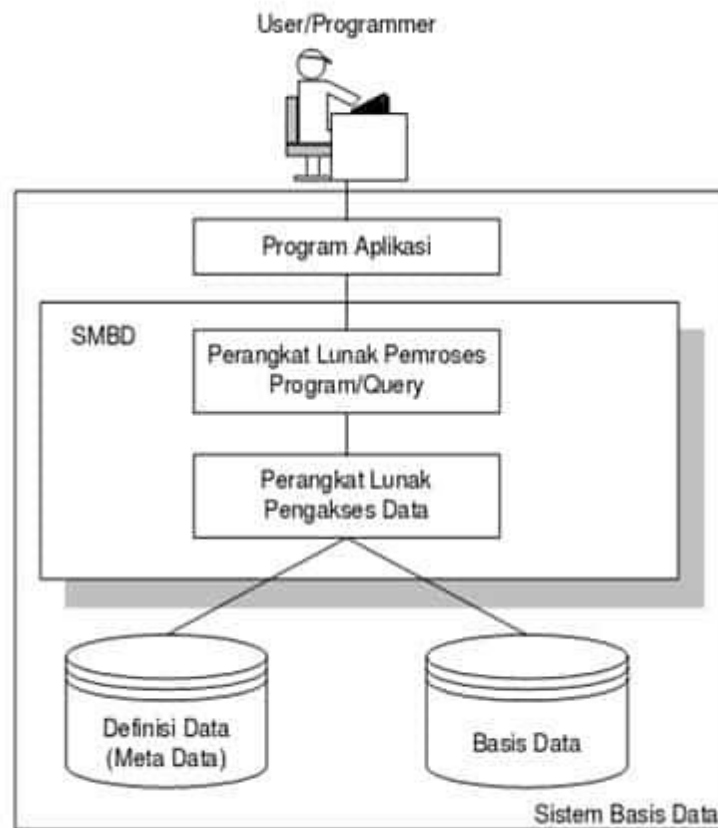 User/Programmer
Program Aplikasi
SMBD
Perangkat Lunak Pemroses
Program/Query
Perangkat Lunak
Pengakses Data
Definisi Data
(Meta Data)
Basis Data
Sistem Basis Data